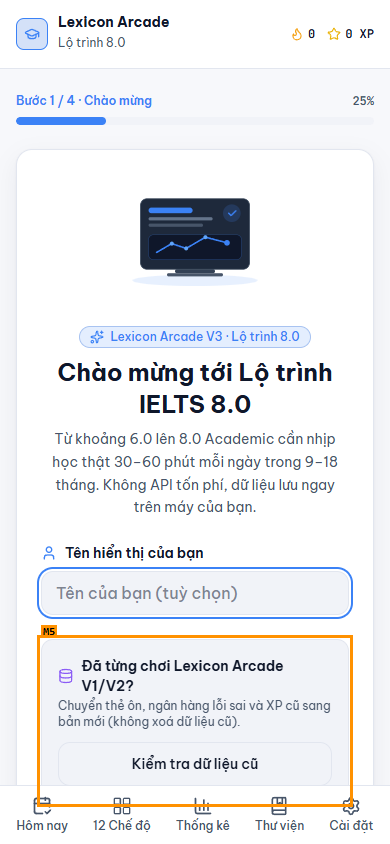 Lexicon Arcade
Lộ trình 8.0
0
0 XP
Bước 1 / 4 · Chào mừng
25%
Lexicon Arcade V3 · Lộ trình 8.0
Chào mừng tới Lộ trình
IELTS 8.0
Từ khoảng 6.0 lên 8.0 Academic cần nhịp
học thật 30–60 phút mỗi ngày trong 9–18
tháng. Không API tốn phí, dữ liệu lưu ngay
trên máy của bạn.
Tên hiển thị của bạn
Tên của bạn (tuỳ chọn)
M5
Đã từng chơi Lexicon Arcade
V1/V2?
Chuyển thẻ ôn, ngân hàng lỗi sai và XP cũ sang
bản mới (không xoá dữ liệu cũ).
Kiểm tra dữ liệu cũ
Hôm nay
12 Chế độ
Thống kê
Thư viện
Cài đặt